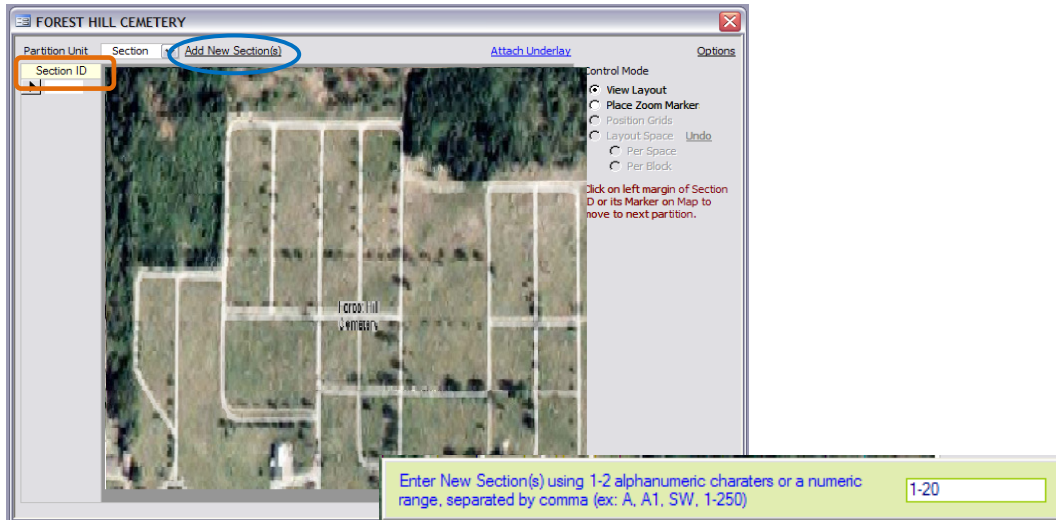 FOREST HILL CEMETERY
Partition Unit Section Add New Section(s) Attach Underlay Options
Section ID
Control Mode
View Layout
Place Zoom Marker
Position Grids
Layout Space Undo
Per Space
Per Block
Click on left margin of Section
ID or its Marker on Map to
move to next partition.
Forest Hill
Cemetery
Enter New Section(s) using 1-2 alphanumeric charaters or a numeric
range, separated by comma (ex: A, A1, SW, 1-250)
1-20